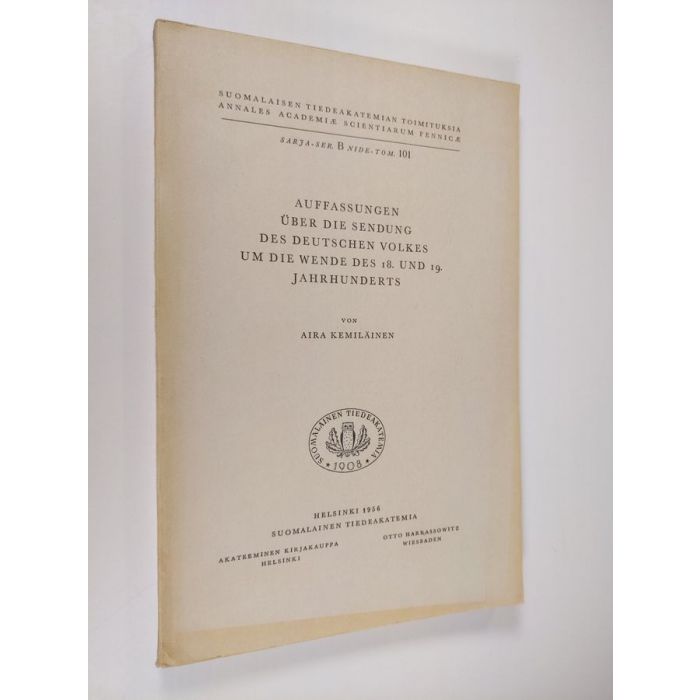 SUOMALAISEN TIEDEAKATEMIAN TOIMITUKSIA
ANNALES ACADEMIÆ SCIENTIARUM FENNICÆ
SARJA-SER. B NIDE-TOM. 101
AUFFASSUNGEN
ÜBER DIE SENDUNG
DES DEUTSCHEN VOLKES
UM DIE WENDE DES 18. UND 19.
JAHRHUNDERTS
VON
AIRA KEMILÄINEN
SUOMALAINEN TIEDEAKATEMIA
1908
HELSINKI 1956
SUOMALAINEN TIEDEAKATEMIA
AKATEEMINEN KIRJAKAUPPA
HELSINKI
OTTO HARRASSOWITZ
WIESBADEN